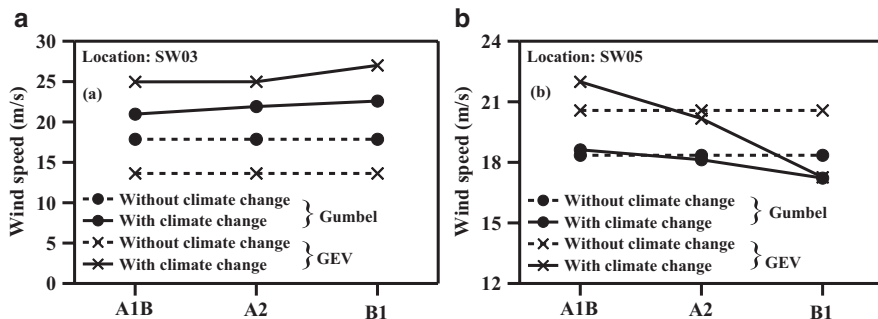 a
Wind speed (m/s)
30
25
20
15
10
5
0
Location: SW03
(a)
Without climate change
With climate change
Gumbel
Without climate change
With climate change
GEV
A1B
A2
B1
b
Wind speed (m/s)
24
21
18
15
12
Location: SW05
(b)
Without climate change
With climate change
Gumbel
Without climate change
With climate change
GEV
A1B
A2
B1